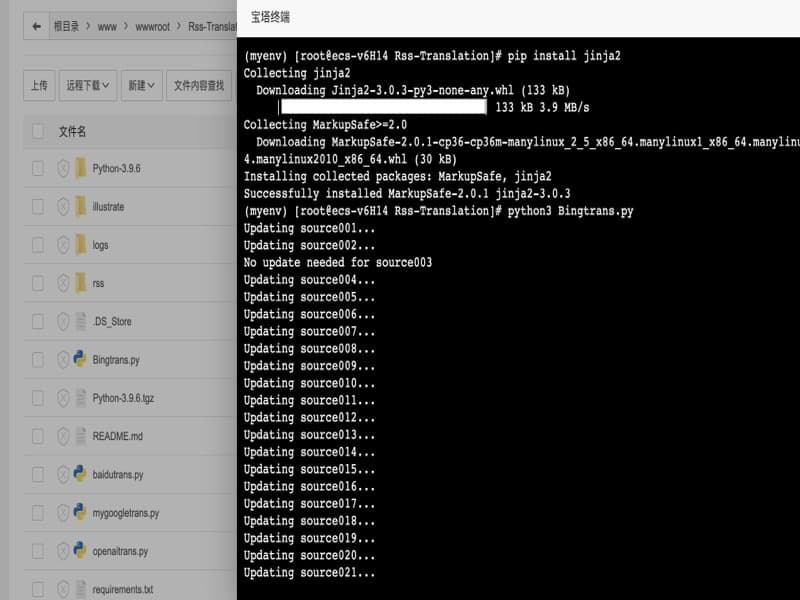 根目录 > www > wwwroot > Rss-Translat
上传 远程下载 新建 文件内容查找
文件名
Python-3.9.6
illustrate
logs
rss
.DS_Store
Bingtrans.py
Python-3.9.6.tgz
README.md
baidutrans.py
mygoogletrans.py
openaitrans.py
requirements.txt
宝塔终端
(myenv) [root@ecs-v6H14 Rss-Translation]# pip install jinja2
Collecting jinja2
Downloading Jinja2-3.0.3-py3-none-any.whl (133 kB)
133 kB 3.9 MB/s
Collecting MarkupSafe>=2.0
Downloading MarkupSafe-2.0.1-cp36-cp36m-manylinux_2_5_x86_64.manylinux1_x86_64.manylinu
4.manylinux2010_x86_64.whl (30 kB)
Installing collected packages: MarkupSafe, jinja2
Successfully installed MarkupSafe-2.0.1 jinja2-3.0.3
(myenv) [root@ecs-v6H14 Rss-Translation]# python3 Bingtrans.py
Updating source001...
Updating source002...
No update needed for source003
Updating source004...
Updating source005...
Updating source006...
Updating source007...
Updating source008...
Updating source009...
Updating source010...
Updating source011...
Updating source012...
Updating source013...
Updating source014...
Updating source015...
Updating source016...
Updating source017...
Updating source018...
Updating source019...
Updating source020...
Updating source021...